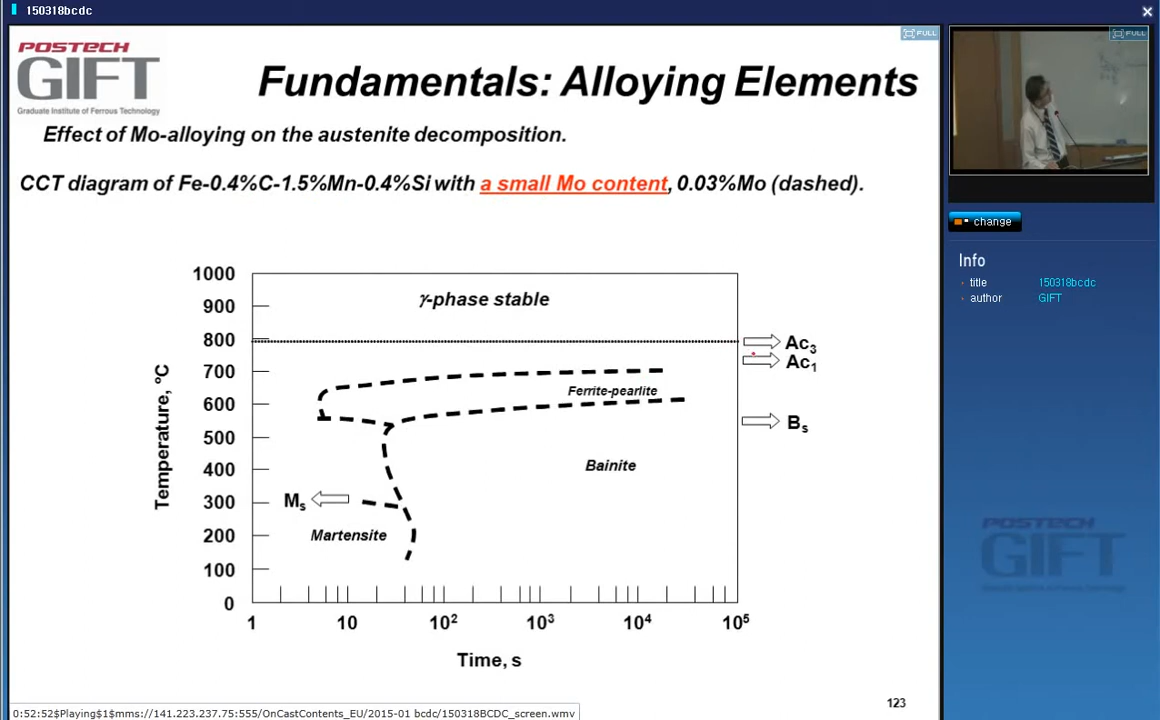 150318bcdc
FULL
FULL
POSTECH
GIFT
Graduate Institute of Ferrous Technology
Fundamentals: Alloying Elements
Effect of Mo-alloying on the austenite decomposition.
CCT diagram of Fe-0.4%C-1.5%Mn-0.4%Si with a small Mo content, 0.03%Mo (dashed).
change
Info
title 150318bcdc
author GIFT
1000
900
800
700
600
500
400
300
200
100
0
Temperature, °C
γ-phase stable
Ac3
Ac1
Ferrite-pearlite
Bs
Bainite
Ms
Martensite
1 10 10² 10³ 10⁴ 10⁵
Time, s
POSTECH
GIFT
123
0:52:52$Playing$1$mms://141.223.237.75:555/OnCastContents_EU/2015-01 bcdc/150318BCDC_screen.wmv